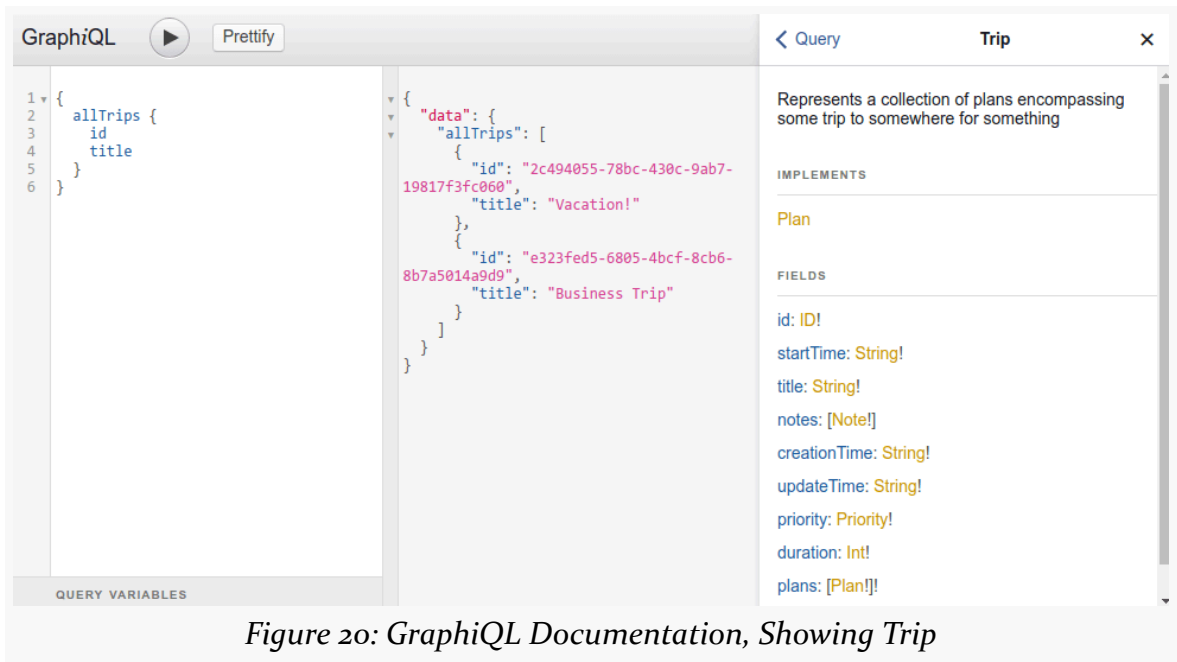 GraphiQL
Prettify
1 {
2 allTrips {
3 id
4 title
5 }
6 }
QUERY VARIABLES
{
"data": {
"allTrips": [
{
"id": "2c494055-78bc-430c-9ab7-
19817f3fc060",
"title": "Vacation!"
},
{
"id": "e323fed5-6805-4bcf-8cb6-
8b7a5014a9d9",
"title": "Business Trip"
}
]
}
}
Query
Trip
Represents a collection of plans encompassing
some trip to somewhere for something
IMPLEMENTS
Plan
FIELDS
id: ID!
startTime: String!
title: String!
notes: [Note!]
creationTime: String!
updateTime: String!
priority: Priority!
duration: Int!
plans: [Plan!]!
Figure 20: GraphiQL Documentation, Showing Trip